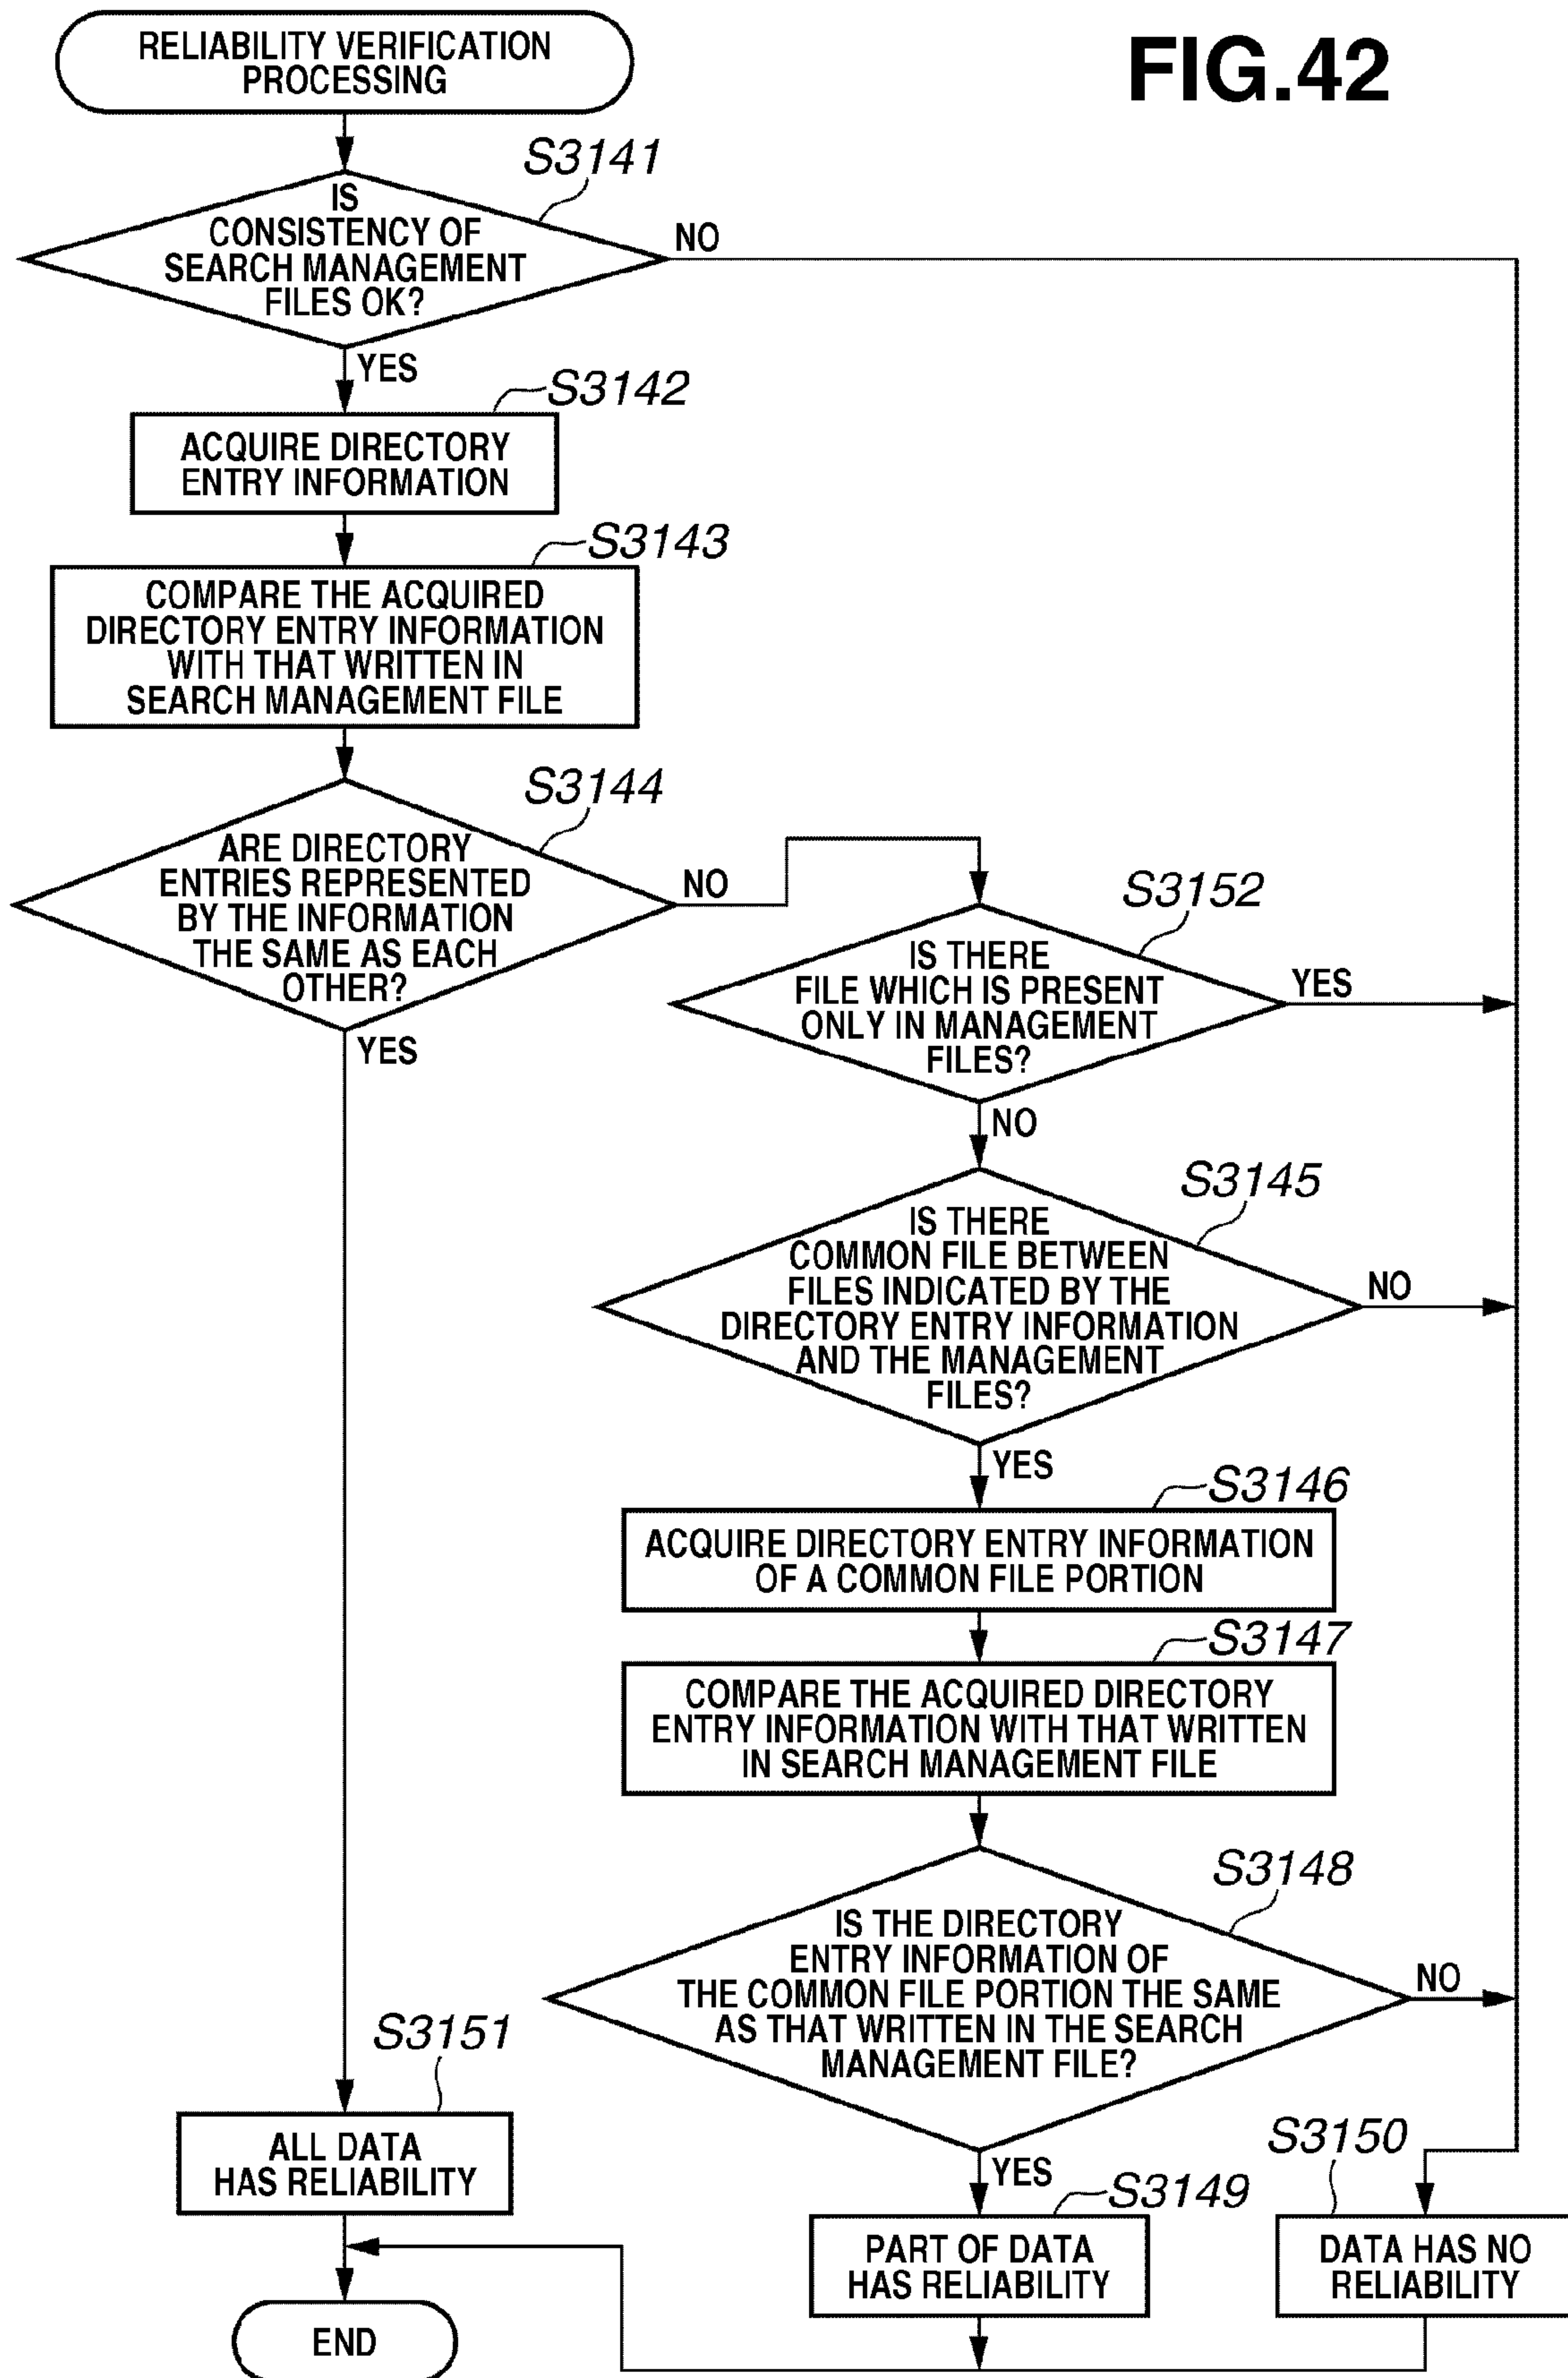 RELIABILITY VERIFICATION
PROCESSING
FIG.42
S3141
IS
CONSISTENCY OF
SEARCH MANAGEMENT
FILES OK?
NO
YES
S3142
ACQUIRE DIRECTORY
ENTRY INFORMATION
S3143
COMPARE THE ACQUIRED
DIRECTORY ENTRY INFORMATION
WITH THAT WRITTEN IN
SEARCH MANAGEMENT FILE
S3144
ARE DIRECTORY
ENTRIES REPRESENTED
BY THE INFORMATION
THE SAME AS EACH
OTHER?
NO
YES
S3152
IS THERE
FILE WHICH IS PRESENT
ONLY IN MANAGEMENT
FILES?
YES
NO
S3145
IS THERE
COMMON FILE BETWEEN
FILES INDICATED BY THE
DIRECTORY ENTRY INFORMATION
AND THE MANAGEMENT
FILES?
NO
YES
S3146
ACQUIRE DIRECTORY ENTRY INFORMATION
OF A COMMON FILE PORTION
S3147
COMPARE THE ACQUIRED DIRECTORY
ENTRY INFORMATION WITH THAT WRITTEN
IN SEARCH MANAGEMENT FILE
S3148
IS THE DIRECTORY
ENTRY INFORMATION OF
THE COMMON FILE PORTION THE SAME
AS THAT WRITTEN IN THE SEARCH
MANAGEMENT FILE?
NO
YES
S3151
ALL DATA
HAS RELIABILITY
S3149
PART OF DATA
HAS RELIABILITY
S3150
DATA HAS NO
RELIABILITY
END